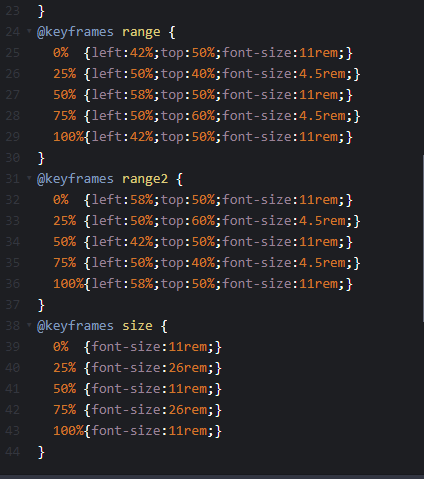 23 }
24 @keyframes range {
25   0%  {left:42%;top:50%;font-size:11rem;}
26   25% {left:50%;top:40%;font-size:4.5rem;}
27   50% {left:58%;top:50%;font-size:11rem;}
28   75% {left:50%;top:60%;font-size:4.5rem;}
29   100%{left:42%;top:50%;font-size:11rem;}
30 }
31 @keyframes range2 {
32   0%  {left:58%;top:50%;font-size:11rem;}
33   25% {left:50%;top:60%;font-size:4.5rem;}
34   50% {left:42%;top:50%;font-size:11rem;}
35   75% {left:50%;top:40%;font-size:4.5rem;}
36   100%{left:58%;top:50%;font-size:11rem;}
37 }
38 @keyframes size {
39   0%  {font-size:11rem;}
40   25% {font-size:26rem;}
41   50% {font-size:11rem;}
42   75% {font-size:26rem;}
43   100%{font-size:11rem;}
44 }